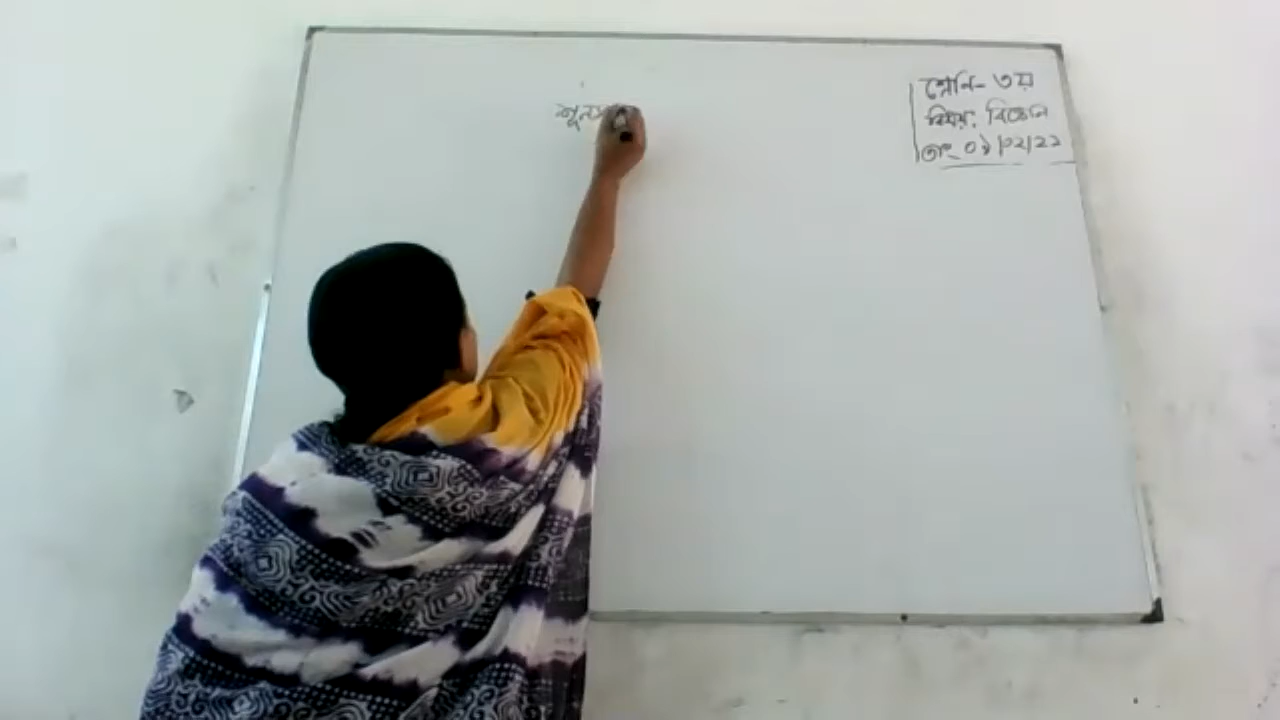 শূন্য
শ্রেনি- ৩য়
বিষয়: বিজ্ঞান
তাং- ০১/০২/২২